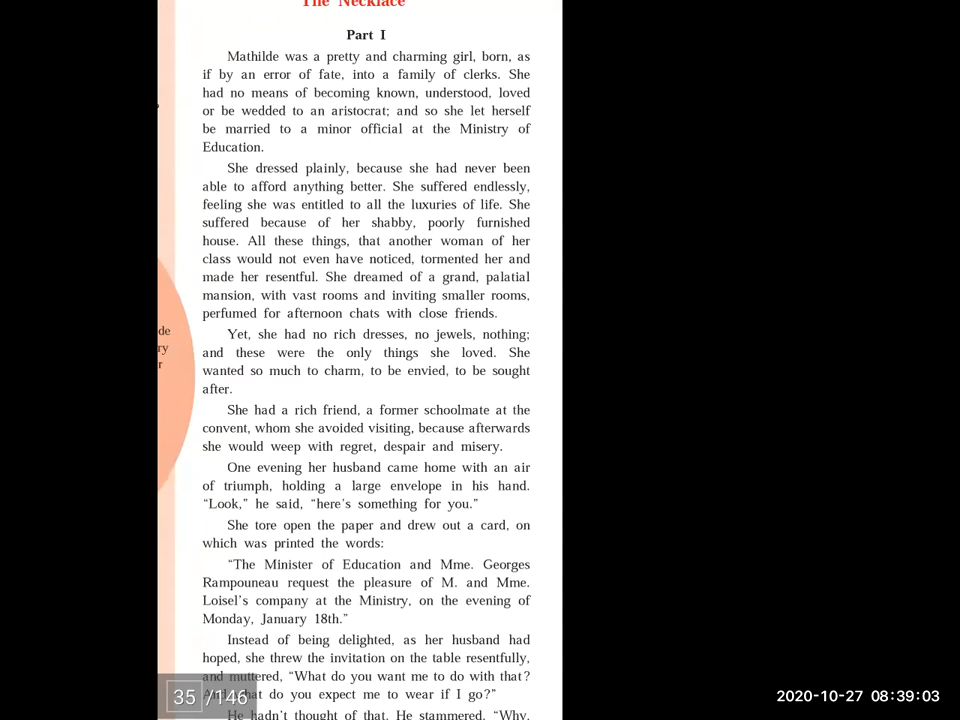 The Necklace
Part I
Mathilde was a pretty and charming girl, born, as
if by an error of fate, into a family of clerks. She
had no means of becoming known, understood, loved
or be wedded to an aristocrat; and so she let herself
be married to a minor official at the Ministry of
Education.
She dressed plainly, because she had never been
able to afford anything better. She suffered endlessly,
feeling she was entitled to all the luxuries of life. She
suffered because of her shabby, poorly furnished
house. All these things, that another woman of her
class would not even have noticed, tormented her and
made her resentful. She dreamed of a grand, palatial
mansion, with vast rooms and inviting smaller rooms,
perfumed for afternoon chats with close friends.
Yet, she had no rich dresses, no jewels, nothing;
and these were the only things she loved. She
wanted so much to charm, to be envied, to be sought
after.
She had a rich friend, a former schoolmate at the
convent, whom she avoided visiting, because afterwards
she would weep with regret, despair and misery.
One evening her husband came home with an air
of triumph, holding a large envelope in his hand.
“Look,” he said, “here’s something for you.”
She tore open the paper and drew out a card, on
which was printed the words:
“The Minister of Education and Mme. Georges
Rampouneau request the pleasure of M. and Mme.
Loisel’s company at the Ministry, on the evening of
Monday, January 18th.”
Instead of being delighted, as her husband had
hoped, she threw the invitation on the table resentfully,
and muttered, “What do you want me to do with that?
do you expect me to wear if I go?”
He hadn’t thought of that. He stammered, “Why,
de
ry
r
35 /146
2020-10-27 08:39:03